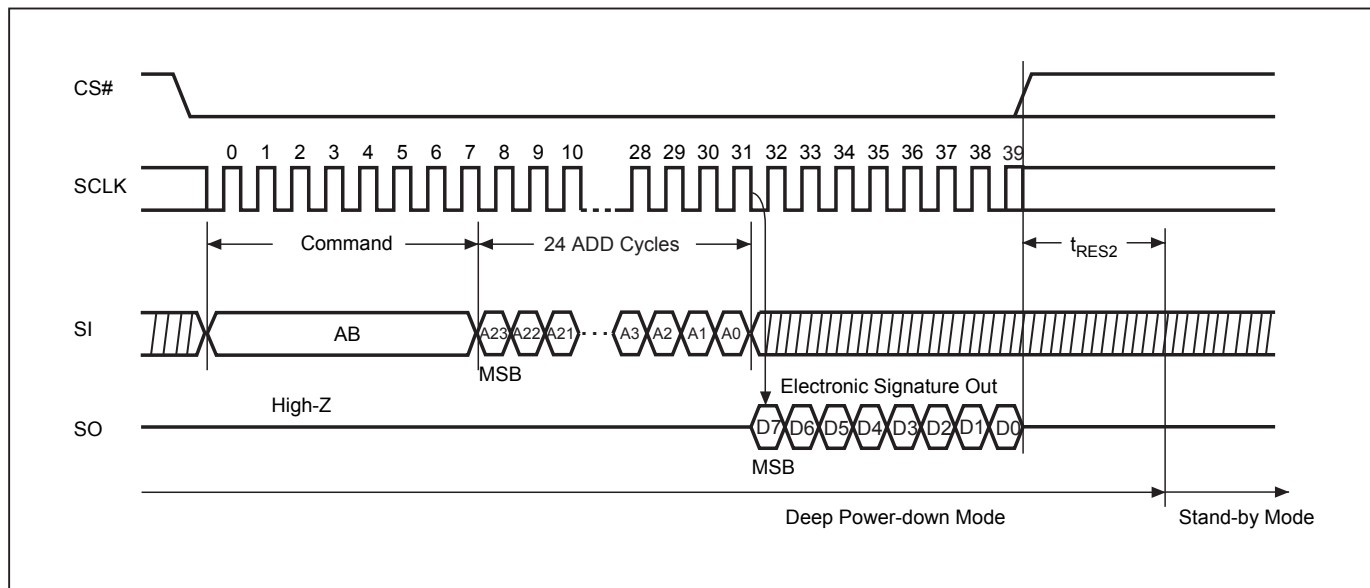 CS#
0 1 2 3 4 5 6 7 8 9 10 28 29 30 31 32 33 34 35 36 37 38 39
SCLK
Command 24 ADD Cycles tRES2
SI AB A23 A22 A21 A3 A2 A1 A0
MSB Electronic Signature Out
High-Z
SO D7 D6 D5 D4 D3 D2 D1 D0
MSB
Deep Power-down Mode Stand-by Mode